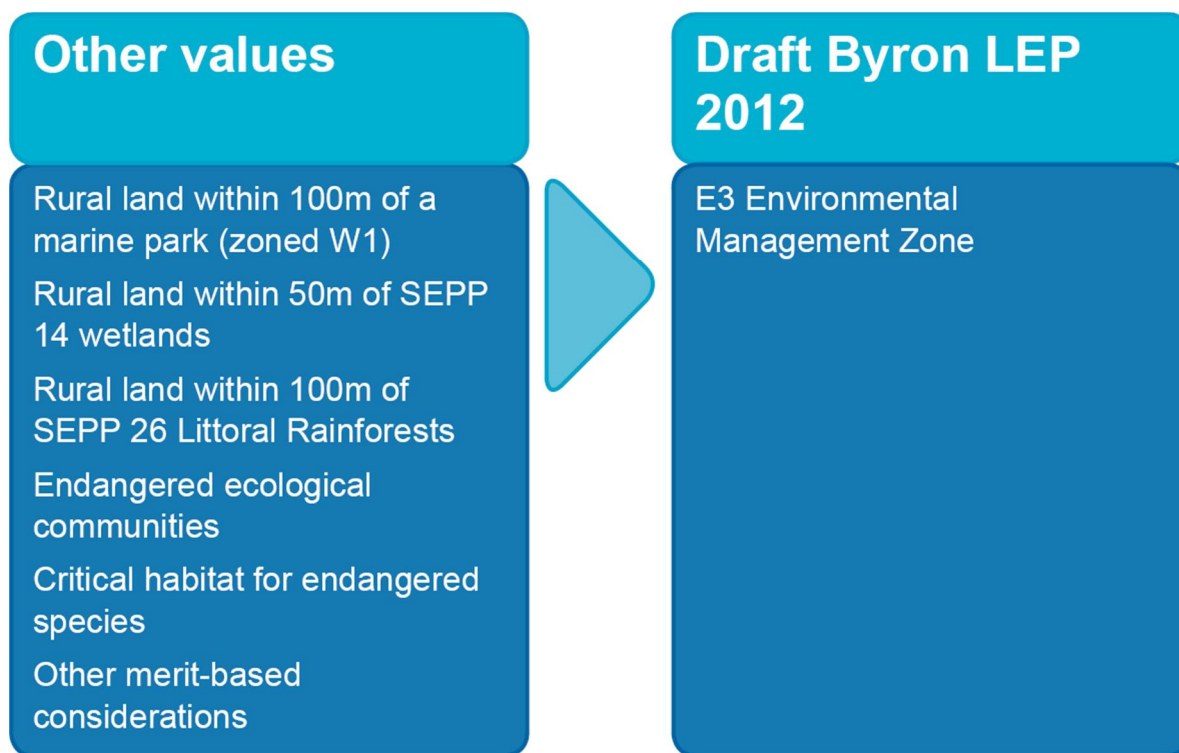 Other values
Rural land within 100m of a
marine park (zoned W1)
Rural land within 50m of SEPP
14 wetlands
Rural land within 100m of
SEPP 26 Littoral Rainforests
Endangered ecological
communities
Critical habitat for endangered
species
Other merit-based
considerations
Draft Byron LEP
2012
E3 Environmental
Management Zone